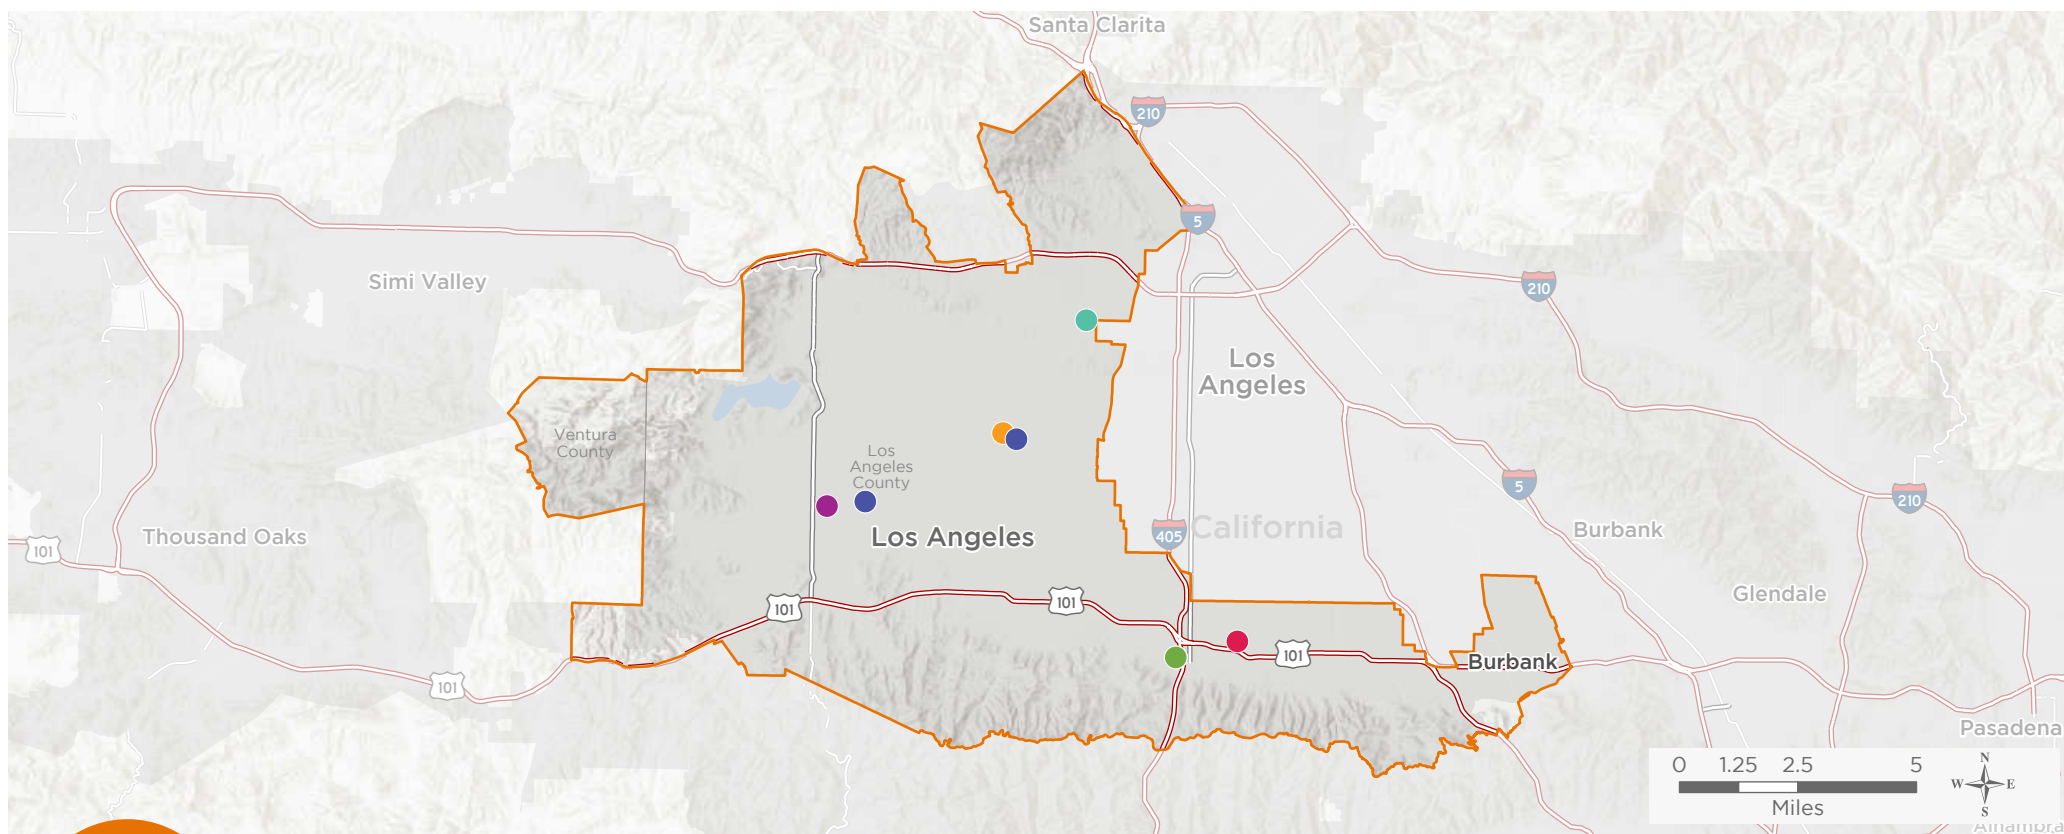 Santa Clarita
210
5
Simi Valley
210
Los
Angeles
Ventura
County
Los
Angeles
County
5
210
Los Angeles
405
California
Burbank
Thousand Oaks
101
Glendale
101
101
101
Burbank
101
Pasadena
0 1.25 2.5 5
Miles
N
W E
S
Alhambra